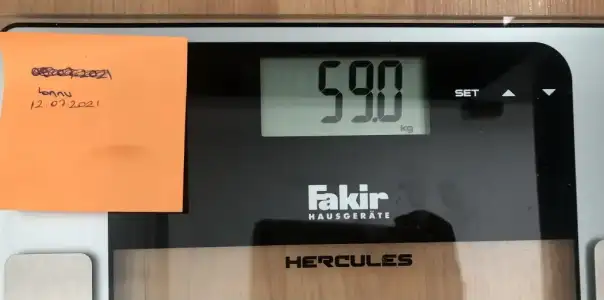 12.07.2021
59.0
kg
SET
Fakir
HAUSGERÄTE
HERCULES